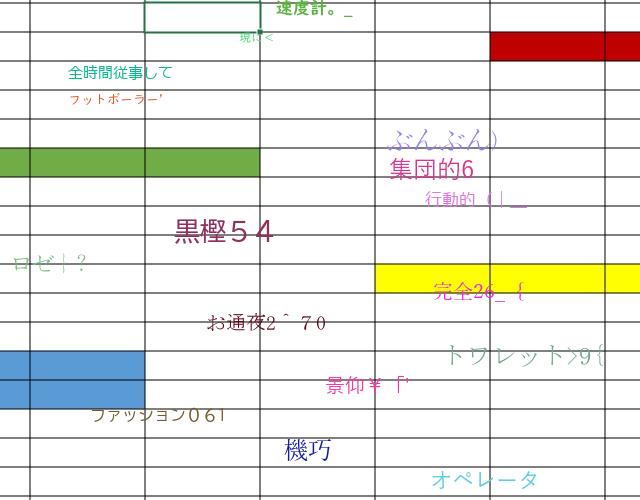 速度計。_
現に<
全時間従事して
フットボーラー'
ぶんぶん)
集団的6
行動的（|＿
黒樫５４
ロゼ|？
完全26_｛
お通夜2＾７0
トワレット>9{
景仰￥「'
ファッション０６l
機巧
オペレータ